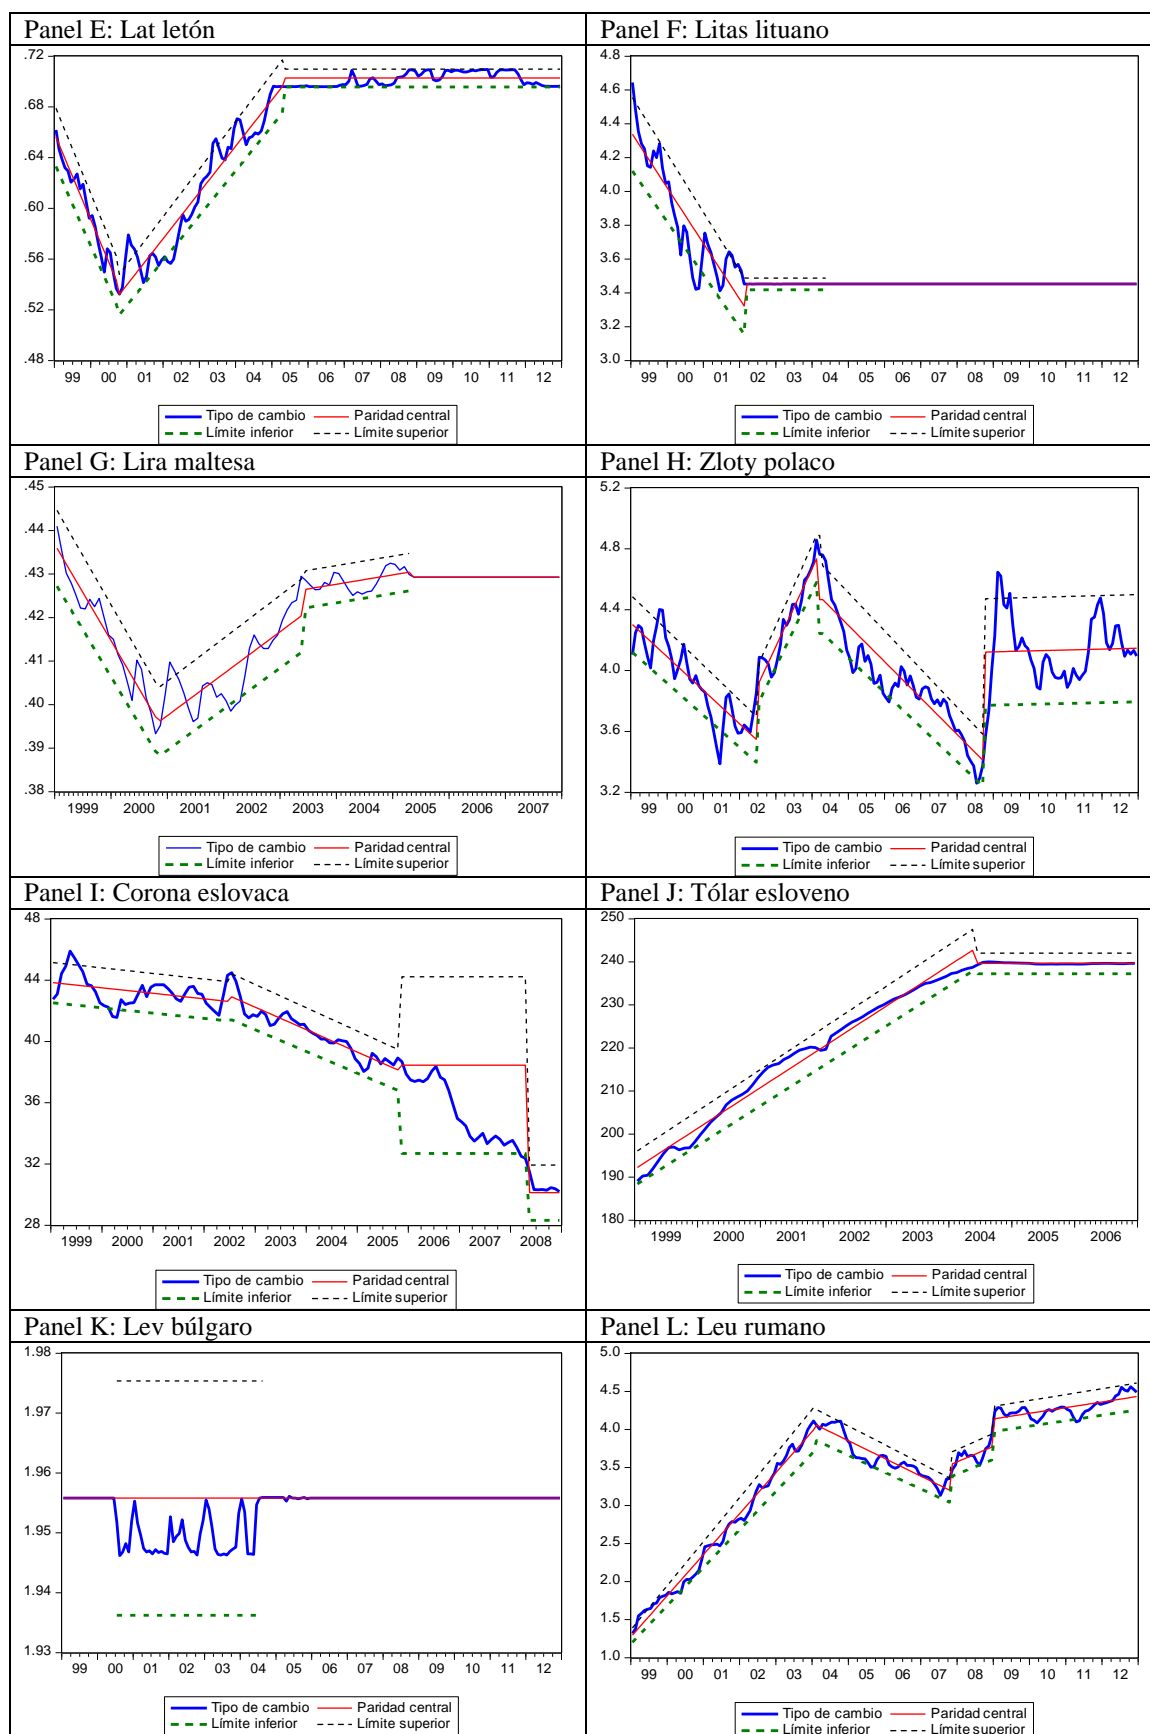 Panel E: Lat letón
.72
.68
.64
.60
.56
.52
.48
99 00 01 02 03 04 05 06 07 08 09 10 11 12
Tipo de cambio Paridad central
Límite inferior Límite superior
Panel F: Litas lituano
4.8
4.6
4.4
4.2
4.0
3.8
3.6
3.4
3.2
3.0
99 00 01 02 03 04 05 06 07 08 09 10 11 12
Tipo de cambio Paridad central
Límite inferior Límite superior
Panel G: Lira maltesa
.45
.44
.43
.42
.41
.40
.39
.38
1999 2000 2001 2002 2003 2004 2005 2006 2007
Tipo de cambio Paridad central
Límite inferior Límite superior
Panel H: Zloty polaco
5.2
4.8
4.4
4.0
3.6
3.2
99 00 01 02 03 04 05 06 07 08 09 10 11 12
Tipo de cambio Paridad central
Límite inferior Límite superior
Panel I: Corona eslovaca
48
44
40
36
32
28
1999 2000 2001 2002 2003 2004 2005 2006 2007 2008
Tipo de cambio Paridad central
Límite inferior Límite superior
Panel J: Tólar esloveno
250
240
230
220
210
200
190
180
1999 2000 2001 2002 2003 2004 2005 2006
Tipo de cambio Paridad central
Límite inferior Límite superior
Panel K: Lev búlgaro
1.98
1.97
1.96
1.95
1.94
1.93
99 00 01 02 03 04 05 06 07 08 09 10 11 12
Tipo de cambio Paridad central
Límite inferior Límite superior
Panel L: Leu rumano
5.0
4.5
4.0
3.5
3.0
2.5
2.0
1.5
1.0
99 00 01 02 03 04 05 06 07 08 09 10 11 12
Tipo de cambio Paridad central
Límite inferior Límite superior